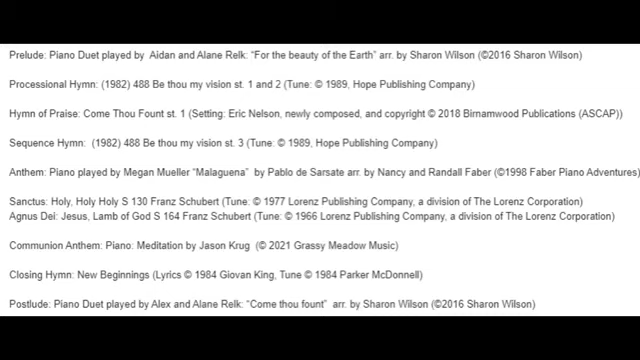 Prelude: Piano Duet played by  Aidan and Alane Relk: “For the beauty of the Earth” arr. by Sharon Wilson (©2016 Sharon Wilson)
Processional Hymn: (1982) 488 Be thou my vision st. 1 and 2 (Tune: © 1989, Hope Publishing Company)
Hymn of Praise: Come Thou Fount st. 1 (Setting: Eric Nelson, newly composed, and copyright © 2018 Birnamwood Publications (ASCAP))
Sequence Hymn:  (1982) 488 Be thou my vision st. 3 (Tune: © 1989, Hope Publishing Company)
Anthem: Piano played by Megan Mueller “Malaguena”  by Pablo de Sarsate arr. by Nancy and Randall Faber (©1998 Faber Piano Adventures)
Sanctus: Holy, Holy Holy S 130 Franz Schubert (Tune: © 1977 Lorenz Publishing Company, a division of The Lorenz Corporation)
Agnus Dei: Jesus, Lamb of God S 164 Franz Schubert (Tune: © 1966 Lorenz Publishing Company, a division of The Lorenz Corporation)
Communion Anthem: Piano: Meditation by Jason Krug  (© 2021 Grassy Meadow Music)
Closing Hymn: New Beginnings (Lyrics © 1984 Giovan King, Tune © 1984 Parker McDonnell)
Postlude: Piano Duet played by Alex and Alane Relk: “Come thou fount”  arr. by Sharon Wilson (©2016 Sharon Wilson)